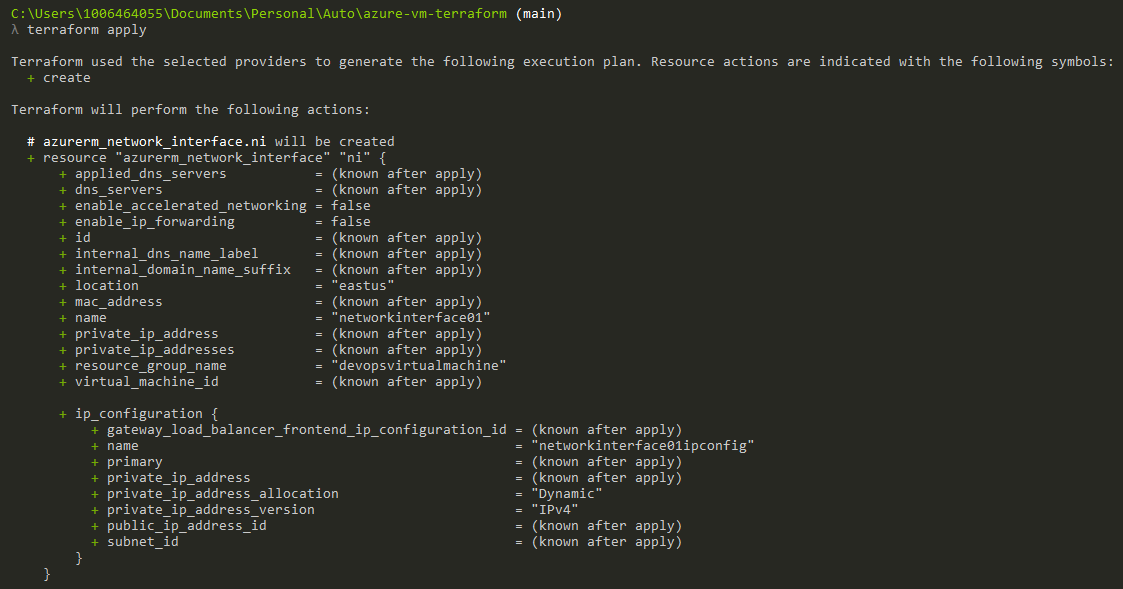 C:\Users\1006464055\Documents\Personal\Auto\azure-vm-terraform (main)
λ terraform apply

Terraform used the selected providers to generate the following execution plan. Resource actions are indicated with the following symbols:
  + create

Terraform will perform the following actions:

  # azurerm_network_interface.ni will be created
  + resource "azurerm_network_interface" "ni" {
      + applied_dns_servers           = (known after apply)
      + dns_servers                   = (known after apply)
      + enable_accelerated_networking = false
      + enable_ip_forwarding          = false
      + id                            = (known after apply)
      + internal_dns_name_label       = (known after apply)
      + internal_domain_name_suffix   = (known after apply)
      + location                      = "eastus"
      + mac_address                   = (known after apply)
      + name                          = "networkinterface01"
      + private_ip_address            = (known after apply)
      + private_ip_addresses          = (known after apply)
      + resource_group_name           = "devopsvirtualmachine"
      + virtual_machine_id            = (known after apply)

      + ip_configuration {
          + gateway_load_balancer_frontend_ip_configuration_id = (known after apply)
          + name                                               = "networkinterface01ipconfig"
          + primary                                            = (known after apply)
          + private_ip_address                                 = (known after apply)
          + private_ip_address_allocation                      = "Dynamic"
          + private_ip_address_version                         = "IPv4"
          + public_ip_address_id                               = (known after apply)
          + subnet_id                                          = (known after apply)
        }
    }